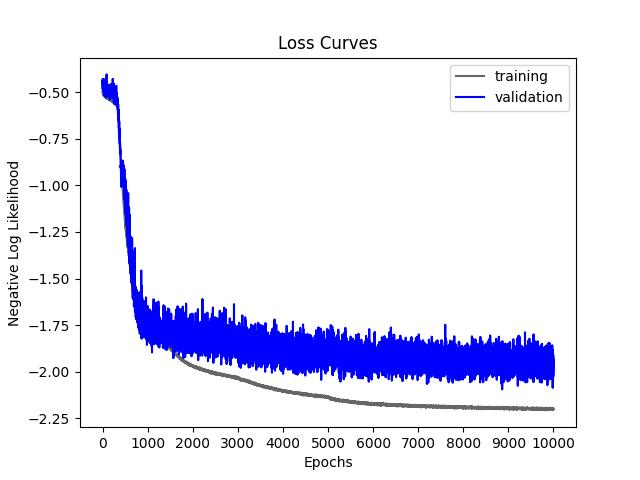 Loss Curves
training
validation
Negative Log Likelihood
−0.50
−0.75
−1.00
−1.25
−1.50
−1.75
−2.00
−2.25
0 1000 2000 3000 4000 5000 6000 7000 8000 9000 10000
Epochs